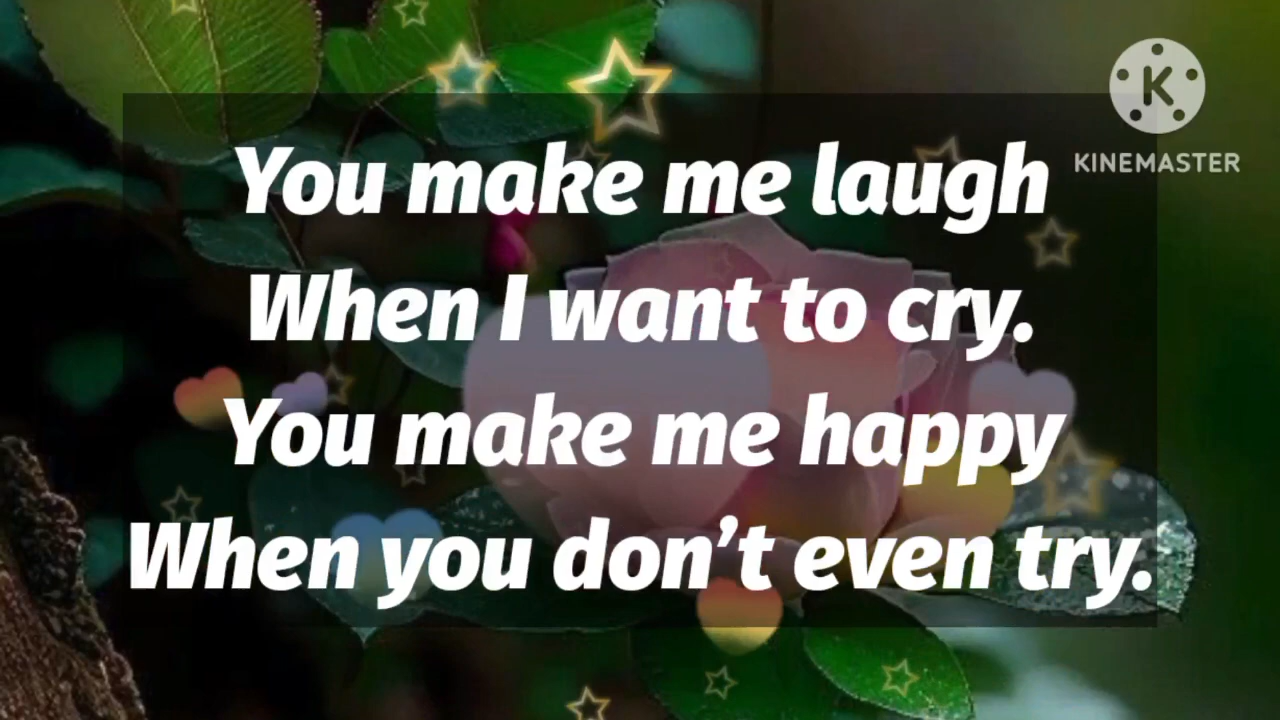 K
KINEMASTER
You make me laugh
When I want to cry.
You make me happy
When you don’t even try.